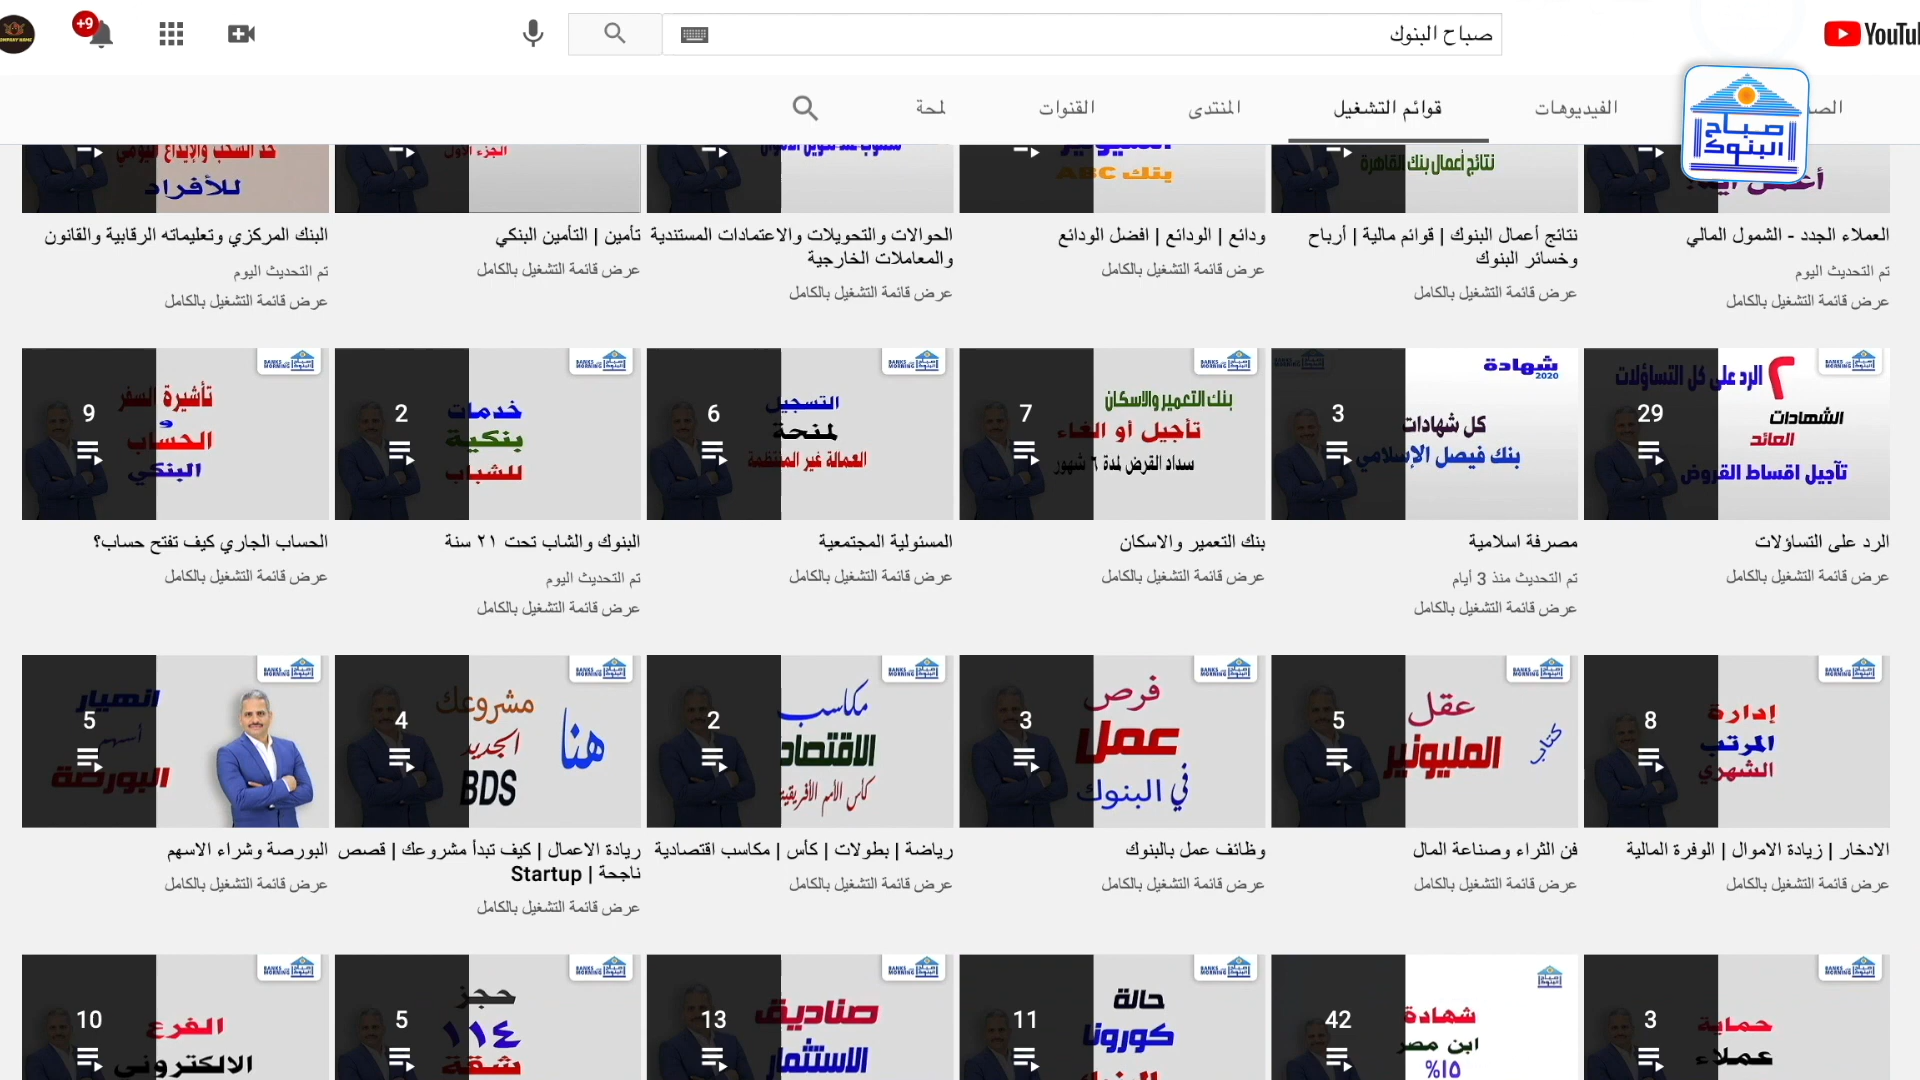 YouTu
صباح البنوك
+9
الص
الفيديوهات
قوائم التشغيل
المنتدى
القنوات
لمحة
صباح
البنوك
نتائج أعمال بنك القاهرة
بنك ABC
الجزء الأول
حد السحب والإيداع اليومي
للأفراد
العملاء الجدد - الشمول المالي
تم التحديث اليوم
عرض قائمة التشغيل بالكامل
نتائج أعمال البنوك | قوائم مالية | أرباح
وخسائر البنوك
عرض قائمة التشغيل بالكامل
ودائع | الودائع | افضل الودائع
عرض قائمة التشغيل بالكامل
الحوالات والتحويلات والاعتمادات المستندية
والمعاملات الخارجية
عرض قائمة التشغيل بالكامل
تأمين | التأمين البنكي
عرض قائمة التشغيل بالكامل
البنك المركزي وتعليماته الرقابية والقانون
تم التحديث اليوم
عرض قائمة التشغيل بالكامل
الرد على كل التساؤلات ٢
الشهادات
العائد
تأجيل اقساط القروض
29
الرد على التساؤلات
عرض قائمة التشغيل بالكامل
شهادة
2020
كل شهادات
بنك فيصل الإسلامي
3
مصرفة اسلامية
تم التحديث منذ 3 أيام
عرض قائمة التشغيل بالكامل
بنك التعمير والاسكان
تأجيل أو الغاء
سداد القرض لمدة ٦ شهور
7
بنك التعمير والاسكان
عرض قائمة التشغيل بالكامل
التسجيل
لمنحة
العمالة غير المنتظمة
6
المسئولية المجتمعية
عرض قائمة التشغيل بالكامل
خدمات
بنكية
للشباب
2
البنوك والشاب تحت ٢١ سنة
تم التحديث اليوم
عرض قائمة التشغيل بالكامل
تأشيرة السفر
و
الحساب
البنكي
9
الحساب الجاري كيف تفتح حساب؟
عرض قائمة التشغيل بالكامل
إدارة
المرتب
الشهري
8
الادخار | زيادة الاموال | الوفرة المالية
عرض قائمة التشغيل بالكامل
كتاب
عقل
المليونير
5
فن الثراء وصناعة المال
عرض قائمة التشغيل بالكامل
فرص
عمل
في البنوك
3
وظائف عمل بالبنوك
عرض قائمة التشغيل بالكامل
مكاسب
الاقتصاد
كاس الأمم الافريقية
2
رياضة | بطولات | كأس | مكاسب اقتصادية
عرض قائمة التشغيل بالكامل
هنا
مشروعك
الجديد
BDS
4
ريادة الاعمال | كيف تبدأ مشروعك | قصص
ناجحة | Startup
عرض قائمة التشغيل بالكامل
انهيار
أسهم
البورصة
5
البورصة وشراء الاسهم
عرض قائمة التشغيل بالكامل
حماية
عملاء
3
شهادة
ابن مصر
١٥%
42
حالة
كورونا
11
صناديق
الاستثمار
13
حجز
١١٤
شقة
5
الفرع
الالكتروني
10